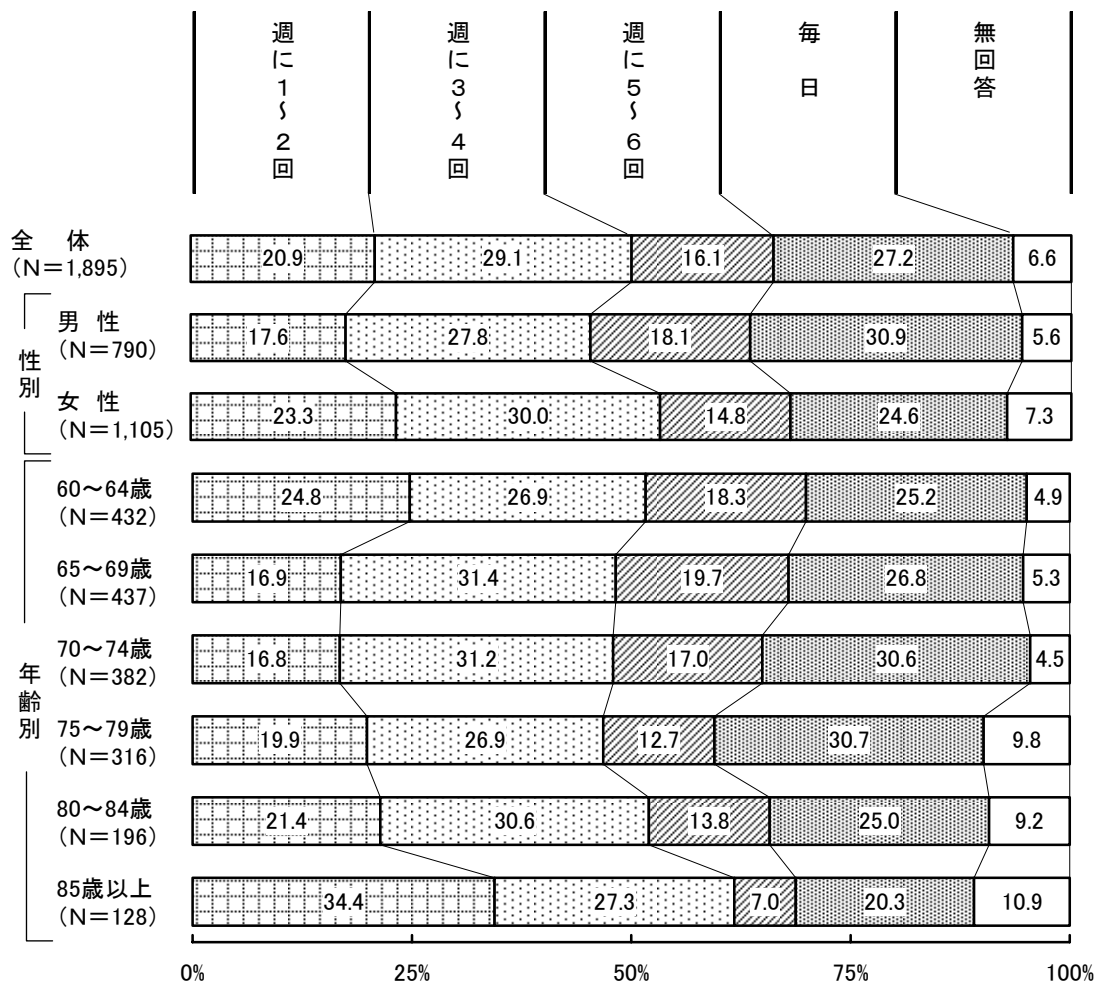 週に1～2回
週に3～4回
週に5～6回
毎日
無回答
全　体
（N＝1,895）
20.9 29.1 16.1 27.2 6.6
性別
男 性
（N＝790）
17.6 27.8 18.1 30.9 5.6
女 性
（N＝1,105）
23.3 30.0 14.8 24.6 7.3
年齢別
60～64歳
（N＝432）
24.8 26.9 18.3 25.2 4.9
65～69歳
（N＝437）
16.9 31.4 19.7 26.8 5.3
70～74歳
（N＝382）
16.8 31.2 17.0 30.6 4.5
75～79歳
（N＝316）
19.9 26.9 12.7 30.7 9.8
80～84歳
（N＝196）
21.4 30.6 13.8 25.0 9.2
85歳以上
（N＝128）
34.4 27.3 7.0 20.3 10.9
0% 25% 50% 75% 100%